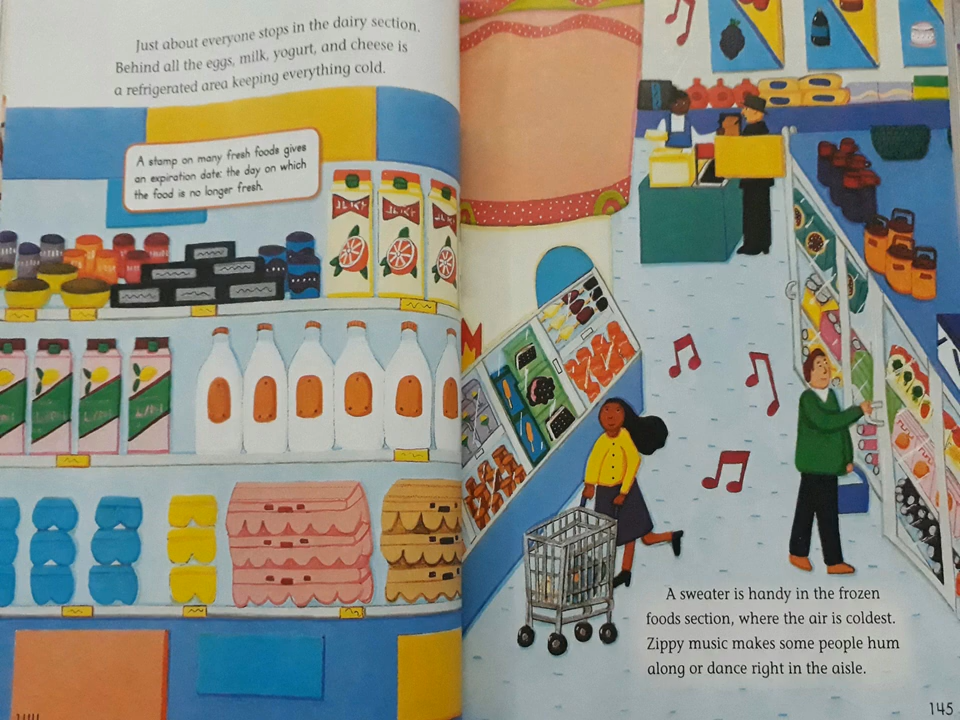 Just about everyone stops in the dairy section.
Behind all the eggs, milk, yogurt, and cheese is
a refrigerated area keeping everything cold.
A stamp on many fresh foods gives
an expiration date: the day on which
the food is no longer fresh.
A sweater is handy in the frozen
foods section, where the air is coldest.
Zippy music makes some people hum
along or dance right in the aisle.
145